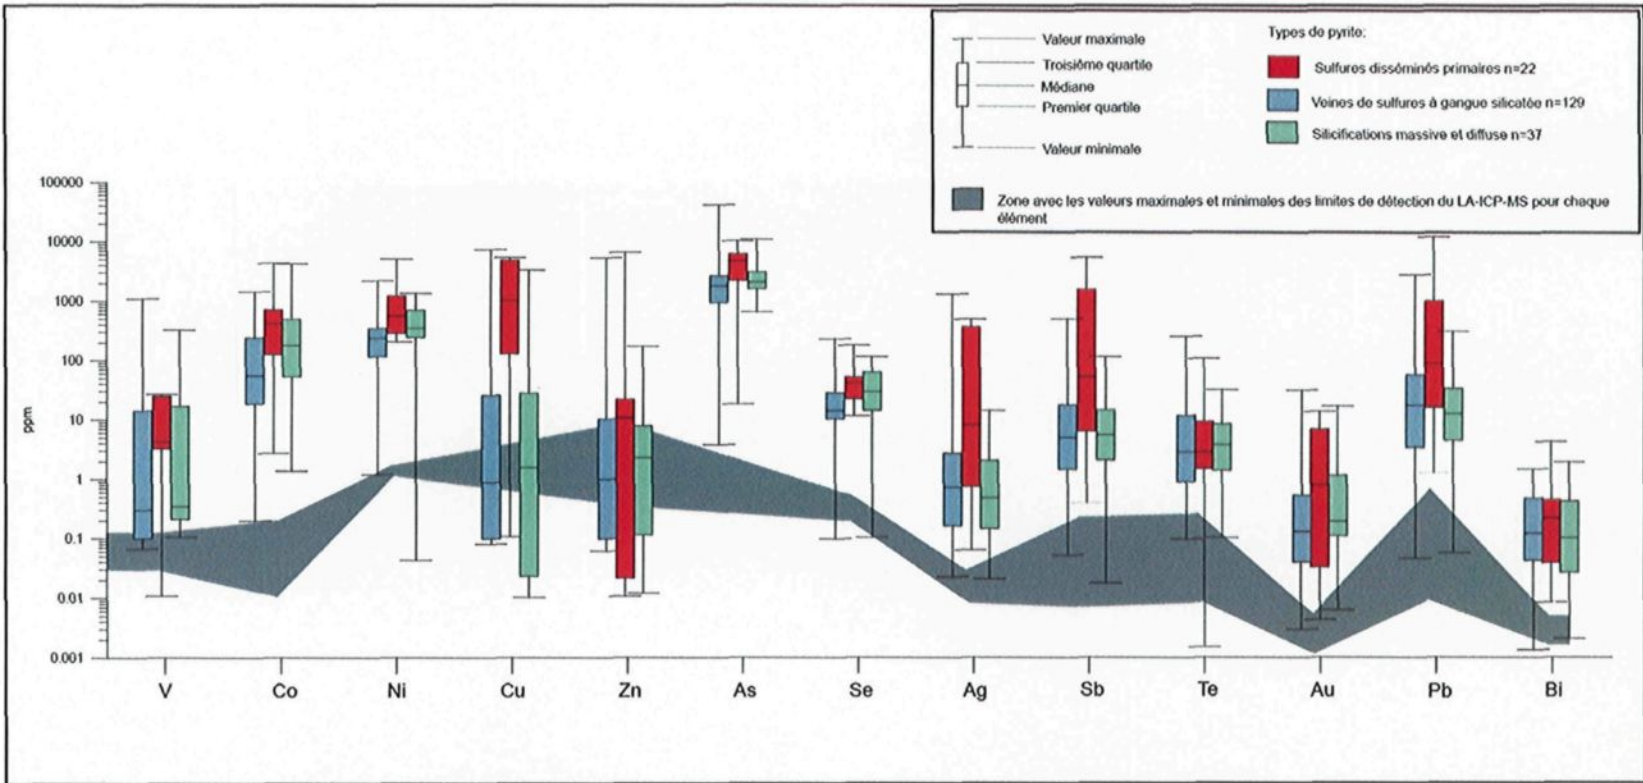 Valeur maximale
Troisième quartile
Médiane
Premier quartile
Valeur minimale
Types de pyrite:
Sulfures disséminés primaires n=22
Veines de sulfures à gangue silicatée n=129
Silicifications massive et diffuse n=37
Zone avec les valeurs maximales et minimales des limites de détection du LA-ICP-MS pour chaque
élément
ppm
100000
10000
1000
100
10
1
0.1
0.01
0.001
V Co Ni Cu Zn As Se Ag Sb Te Au Pb Bi